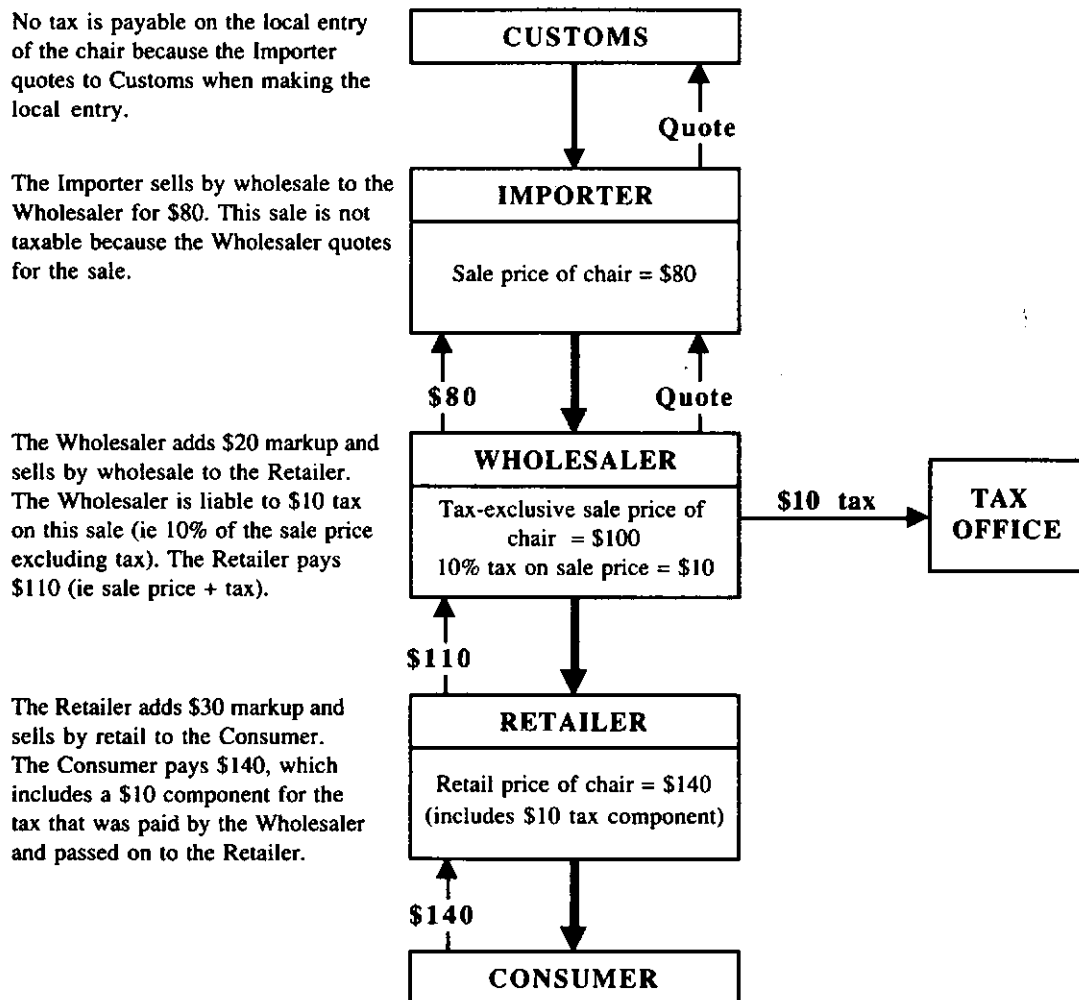 No tax is payable on the local entry
of the chair because the Importer
quotes to Customs when making the
local entry.
CUSTOMS
Quote
The Importer sells by wholesale to the
Wholesaler for $80. This sale is not
taxable because the Wholesaler quotes
for the sale.
IMPORTER
Sale price of chair = $80
$80
Quote
The Wholesaler adds $20 markup and
sells by wholesale to the Retailer.
The Wholesaler is liable to $10 tax
on this sale (ie 10% of the sale price
excluding tax). The Retailer pays
$110 (ie sale price + tax).
WHOLESALER
Tax-exclusive sale price of
chair = $100
10% tax on sale price = $10
$10 tax
TAX
OFFICE
$110
The Retailer adds $30 markup and
sells by retail to the Consumer.
The Consumer pays $140, which
includes a $10 component for the
tax that was paid by the Wholesaler
and passed on to the Retailer.
RETAILER
Retail price of chair = $140
(includes $10 tax component)
$140
CONSUMER